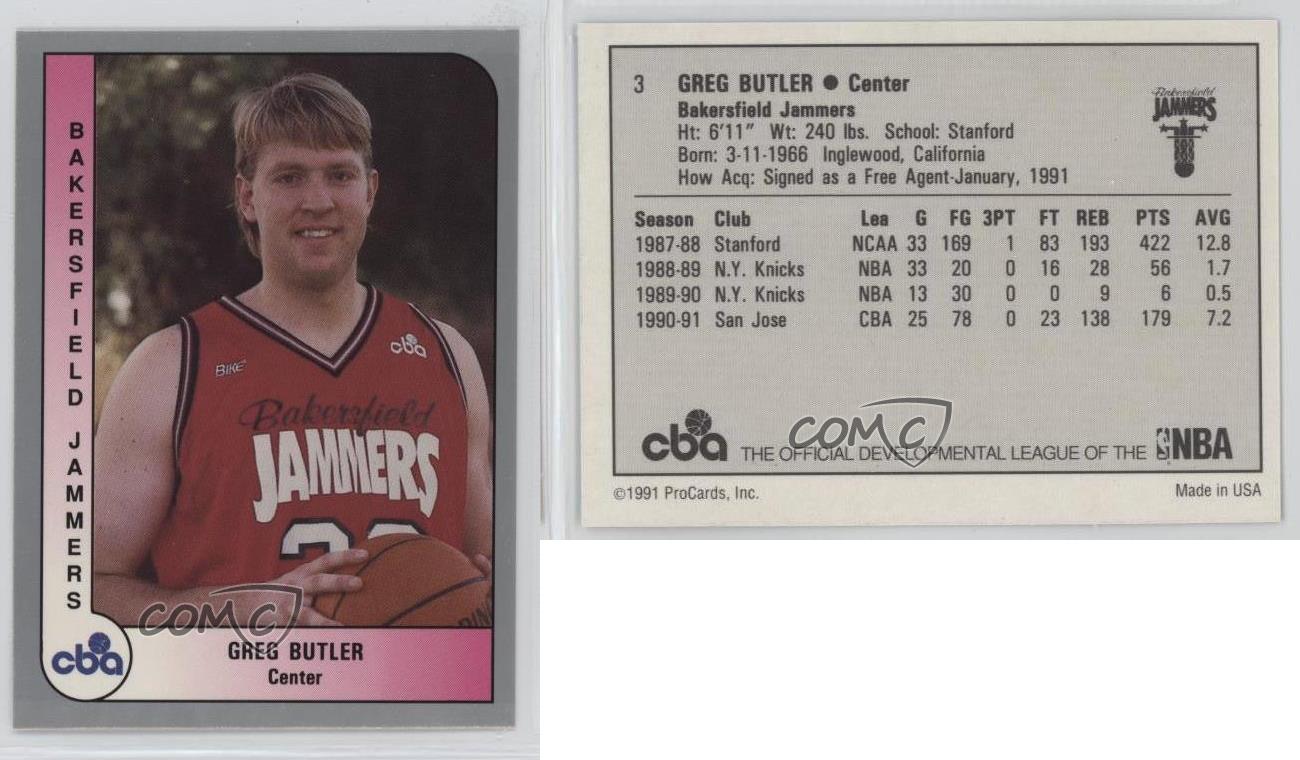 BAKERSFIELD JAMMERS
cba
BIKE
Bakersfield
JAMMERS
COMC
cba
GREG BUTLER
Center
3 GREG BUTLER ● Center
Bakersfield Jammers
Ht: 6'11" Wt: 240 lbs. School: Stanford
Born: 3-11-1966 Inglewood, California
How Acq: Signed as a Free Agent-January, 1991
Bakersfield
JAMMERS
Season Club Lea G FG 3PT FT REB PTS AVG
1987-88 Stanford NCAA 33 169 1 83 193 422 12.8
1988-89 N.Y. Knicks NBA 33 20 0 16 28 56 1.7
1989-90 N.Y. Knicks NBA 13 30 0 0 9 6 0.5
1990-91 San Jose CBA 25 78 0 23 138 179 7.2
COMC
cba THE OFFICIAL DEVELOPMENTAL LEAGUE OF THE NBA
©1991 ProCards, Inc. Made in USA